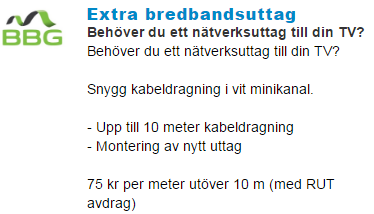 BBG
Extra bredbandsuttag
Behöver du ett nätverksuttag till din TV?
Behöver du ett nätverksuttag till din TV?
Snygg kabeldragning i vit minikanal.
- Upp till 10 meter kabeldragning
- Montering av nytt uttag
75 kr per meter utöver 10 m (med RUT
avdrag)